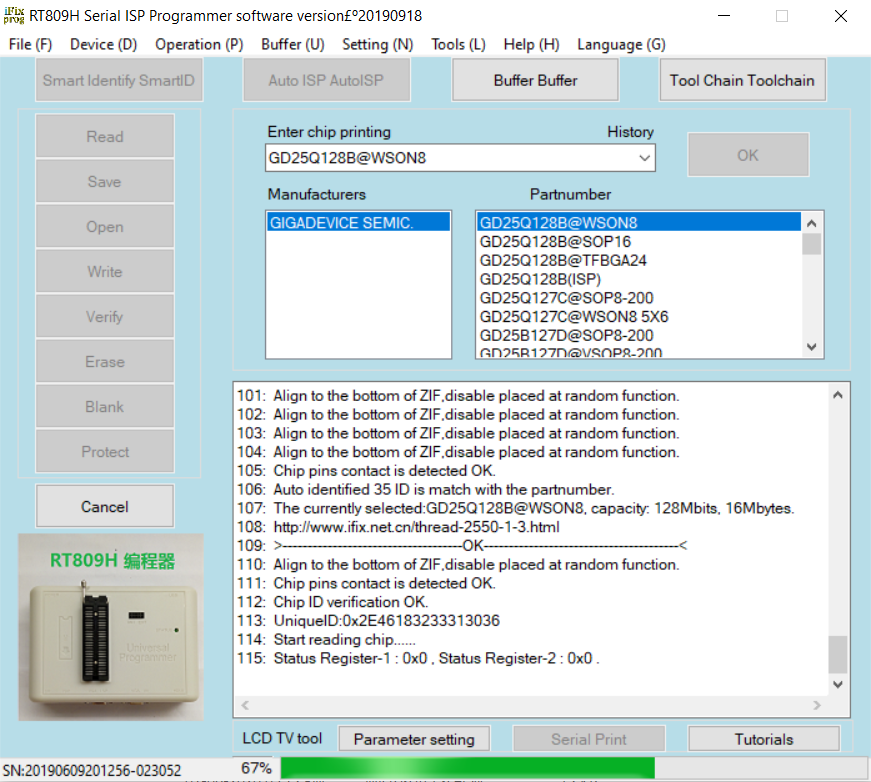 iFix
prog
RT809H Serial ISP Programmer software version£º20190918
File (F) Device (D) Operation (P) Buffer (U) Setting (N) Tools (L) Help (H) Language (G)
Smart Identify SmartID
Auto ISP AutoISP
Buffer Buffer
Tool Chain Toolchain
Read
Save
Open
Write
Verify
Erase
Blank
Protect
Cancel
Enter chip printing
History
GD25Q128B@WSON8
OK
Manufacturers
Partnumber
GIGADEVICE SEMIC.
GD25Q128B@WSON8
GD25Q128B@SOP16
GD25Q128B@TFBGA24
GD25Q128B(ISP)
GD25Q127C@SOP8-200
GD25Q127C@WSON8 5X6
GD25B127D@SOP8-200
GD25B127D@VSOP8-200
101: Align to the bottom of ZIF,disable placed at random function.
102: Align to the bottom of ZIF,disable placed at random function.
103: Align to the bottom of ZIF,disable placed at random function.
104: Align to the bottom of ZIF,disable placed at random function.
105: Chip pins contact is detected OK.
106: Auto identified 35 ID is match with the partnumber.
107: The currently selected:GD25Q128B@WSON8, capacity: 128Mbits, 16Mbytes.
108: http://www.ifix.net.cn/thread-2550-1-3.html
109: >-------------------------------------OK----------------------------------------<
110: Align to the bottom of ZIF,disable placed at random function.
111: Chip pins contact is detected OK.
112: Chip ID verification OK.
113: UniqueID:0x2E46183233313036
114: Start reading chip......
115: Status Register-1 : 0x0 , Status Register-2 : 0x0 .
RT809H 编程器
Universal
Programmer
LCD TV tool
Parameter setting
Serial Print
Tutorials
SN:20190609201256-023052
67%